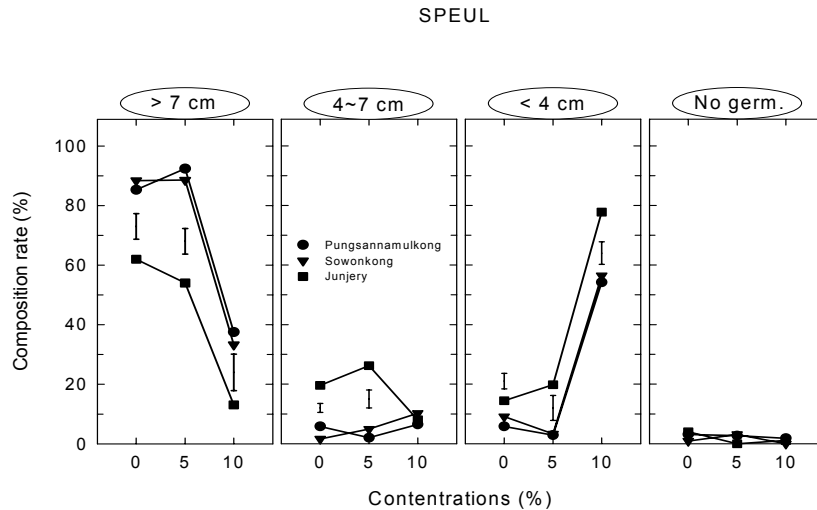 SPEUL
> 7 cm
4~7 cm
< 4 cm
No germ.
Composition rate (%)
100
80
60
40
20
0
Pungsannamulkong
Sowonkong
Junjery
0 5 10
0 5 10
0 5 10
0 5 10
Contentrations (%)